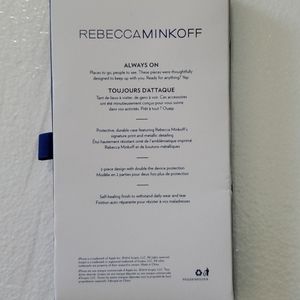 REBECCAMINKOFF
ALWAYS ON
Places to go, people to see. These pieces were thoughtfully
designed to keep up with you. Ready for anything? Yep.
TOUJOURS D'ATTAQUE
Tant de lieux à visiter, de gens à voir. Ces accessoires
ont été minutieusement conçus pour vous suivre
dans vos activités. Prêt à tout? Ouaip.
Protective, durable case featuring Rebecca Minkoff's
signature print and metallic detailing
Étui hautement résistant orné de l'emblématique imprimé
Rebecca Minkoff et de boutons métalliques
2-piece design with double the device protection
Modèle en 2 parties pour deux fois plus de protection
Self-healing finish to withstand daily wear and tear
Finition auto-réparante pour résister à vos maladresses